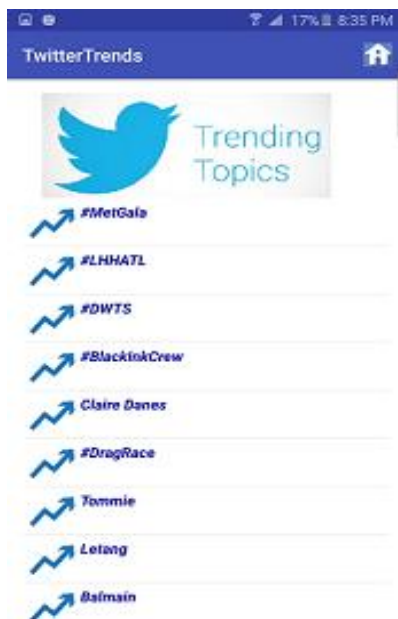 17% 8:35 PM
TwitterTrends
Trending
Topics
#MetGala
#LHHATL
#DWTS
#BlackInkCrew
Claire Danes
#DragRace
Tommie
Letang
Balmain